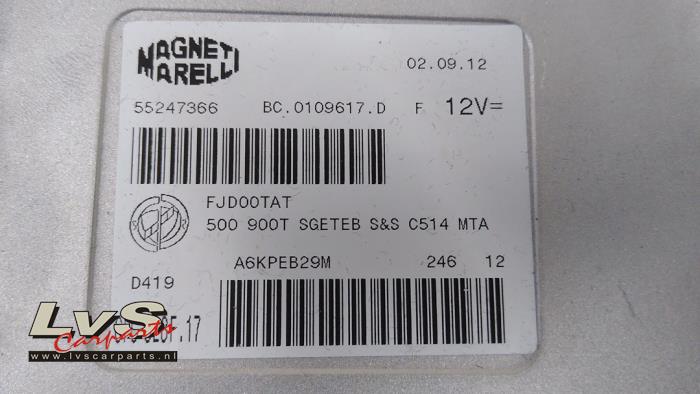 MAGNETI
MARELLI
02.09.12
55247366 BC.0109617.D F 12V=
FJD00TAT
500 900T SGETEB S&S C514 MTA
A6KPEB29M 246 12
D419
LvS
Carparts
www.lvscarparts.nl